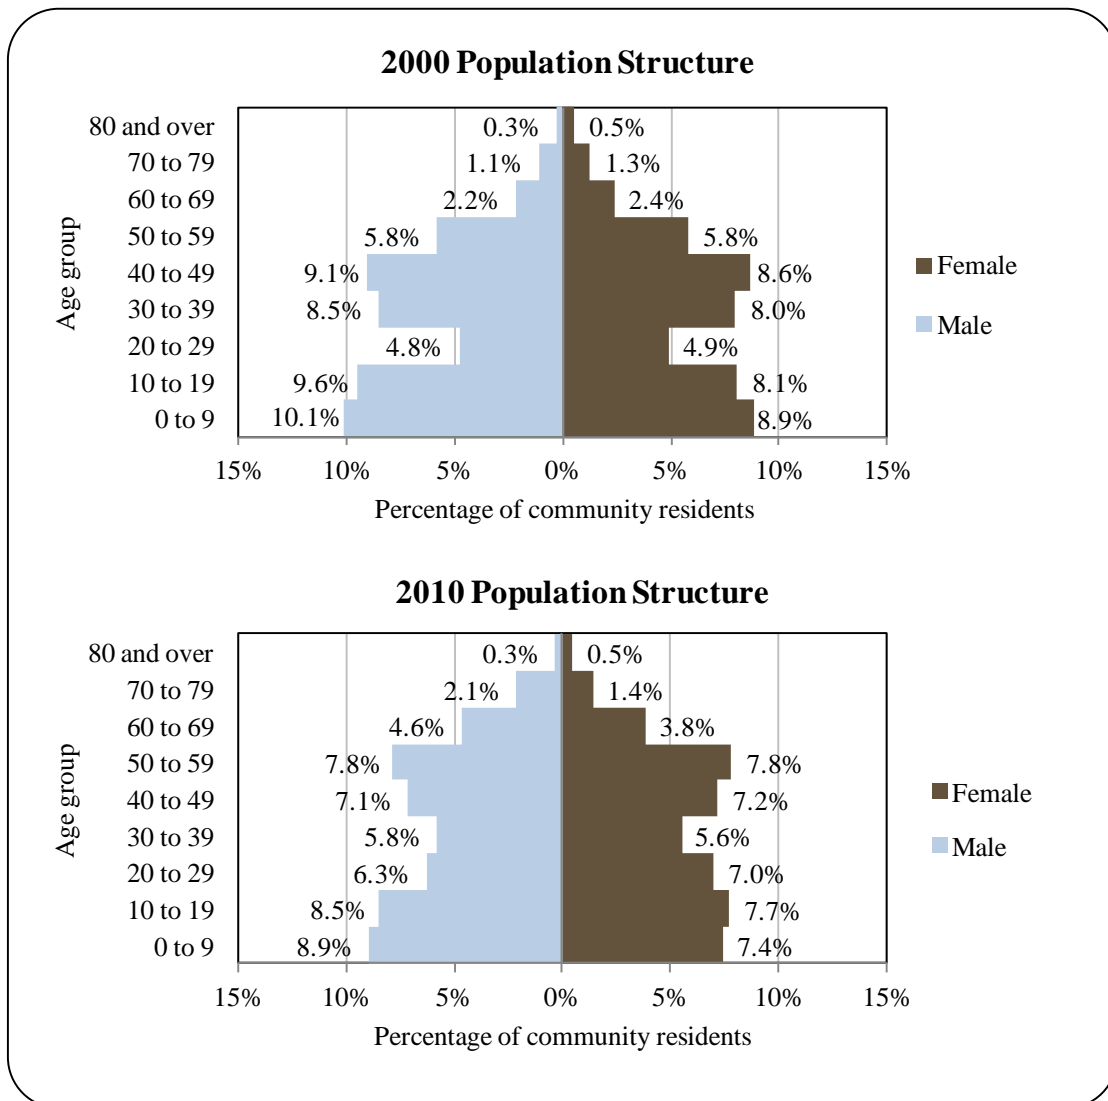 2000 Population Structure
80 and over 0.3% 0.5%
70 to 79 1.1% 1.3%
60 to 69 2.2% 2.4%
50 to 59 5.8% 5.8%
40 to 49 9.1% 8.6%
30 to 39 8.5% 8.0%
20 to 29 4.8% 4.9%
10 to 19 9.6% 8.1%
0 to 9 10.1% 8.9%
Age group
Female
Male
15% 10% 5% 0% 5% 10% 15%
Percentage of community residents
2010 Population Structure
80 and over 0.3% 0.5%
70 to 79 2.1% 1.4%
60 to 69 4.6% 3.8%
50 to 59 7.8% 7.8%
40 to 49 7.1% 7.2%
30 to 39 5.8% 5.6%
20 to 29 6.3% 7.0%
10 to 19 8.5% 7.7%
0 to 9 8.9% 7.4%
Age group
Female
Male
15% 10% 5% 0% 5% 10% 15%
Percentage of community residents